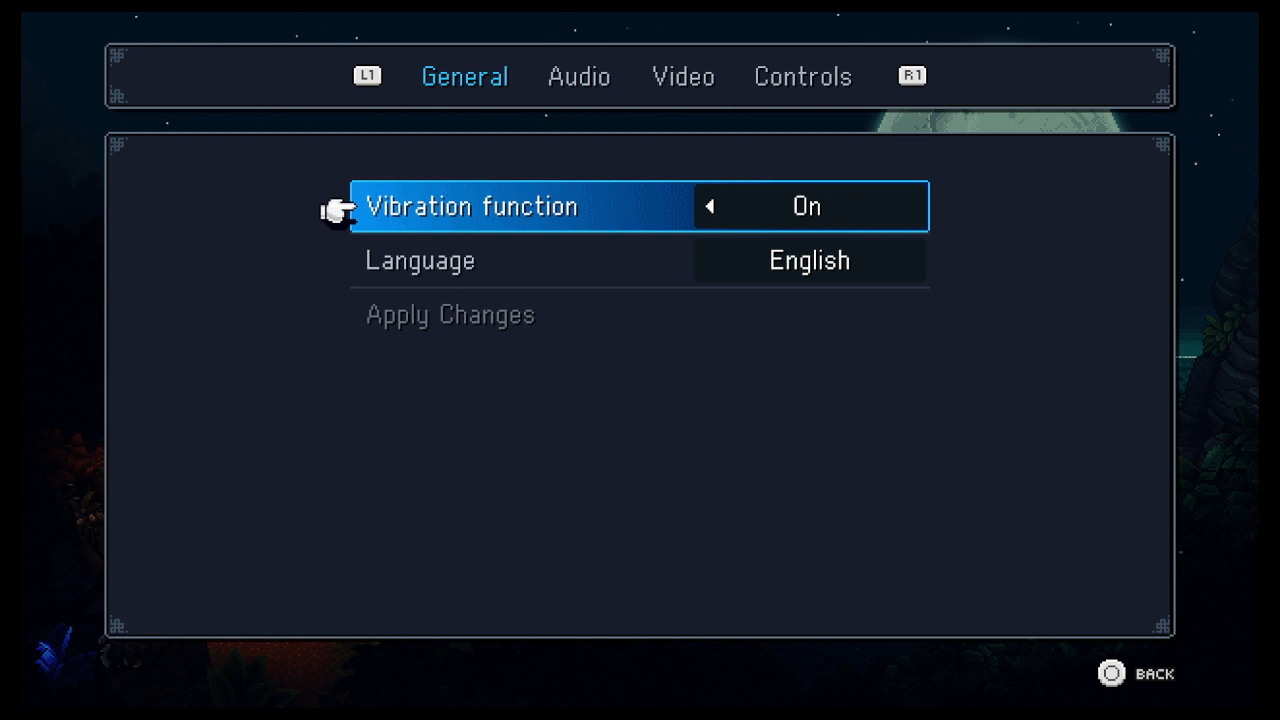 L1 General Audio Video Controls R1
Vibration function On
Language English
Apply Changes
BACK